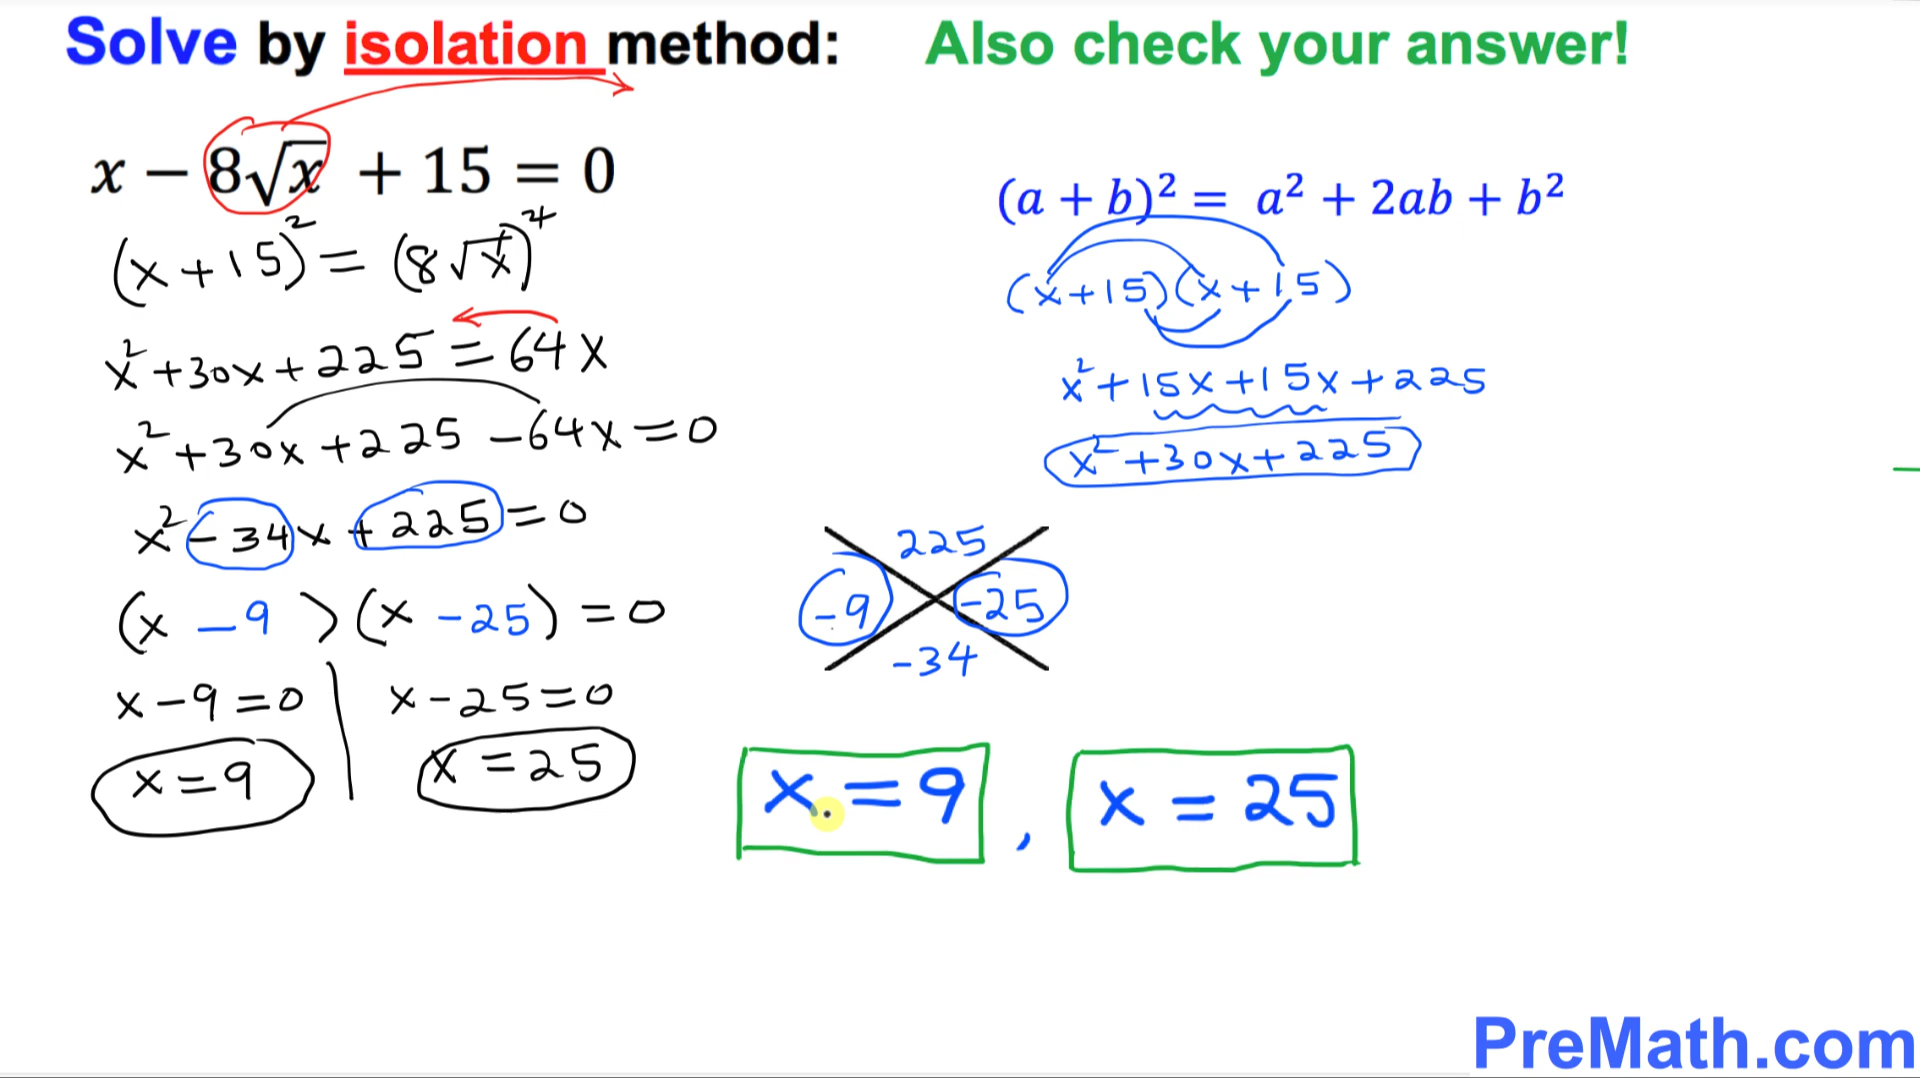 Solve by isolation method: Also check your answer!
x − 8√x + 15 = 0
(x+15)² = (8√x)²
x²+30x+225 = 64x
x²+30x+225 −64x=0
x² −34x +225=0
(x −9)(x −25)=0
x−9=0 | x−25=0
x=9 x=25
(a + b)² = a² + 2ab + b²
(x+15)(x+15)
x²+15x+15x+225
x²+30x+225
225
-9 -25
-34
x = 9 , x = 25
PreMath.com